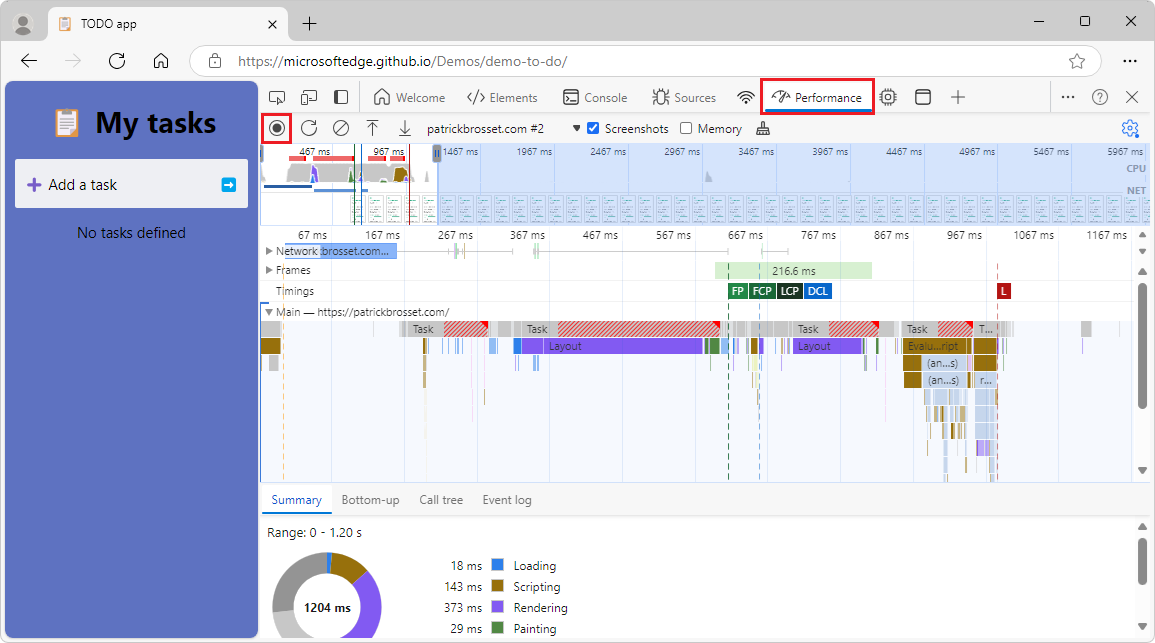 TODO app
https://microsoftedge.github.io/Demos/demo-to-do/
My tasks
Add a task
No tasks defined
Welcome Elements Console Sources Performance
patrickbrosset.com #2 Screenshots Memory
467 ms 967 ms 1467 ms 1967 ms 2467 ms 2967 ms 3467 ms 3967 ms 4467 ms 4967 ms 5467 ms 5967 ms
CPU
NET
67 ms 167 ms 267 ms 367 ms 467 ms 567 ms 667 ms 767 ms 867 ms 967 ms 1067 ms 1167 ms
Network :brosset.com...
Frames 216.6 ms
Timings FP FCP LCP DCL L
Main — https://patrickbrosset.com/
Task Task Task Task T...
Layout Layout Evalu...ript
(an...s)
(an...s) r...
Summary Bottom-up Call tree Event log
Range: 0 - 1.20 s
18 ms Loading
143 ms Scripting
1204 ms 373 ms Rendering
29 ms Painting